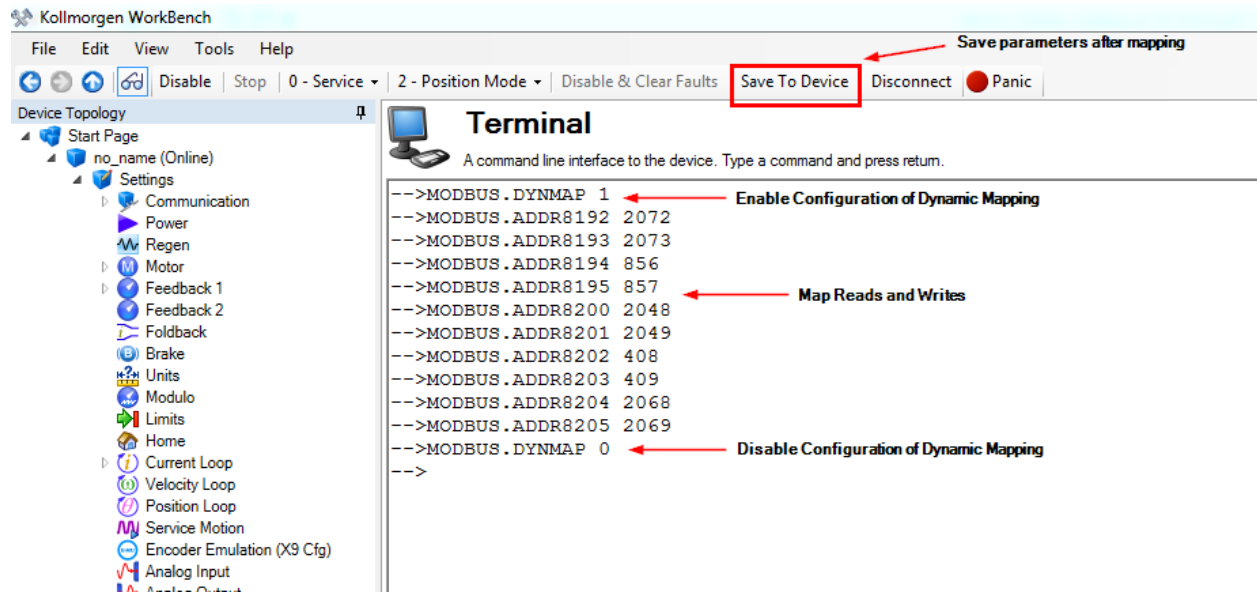 Kollmorgen WorkBench
File Edit View Tools Help
Save parameters after mapping
Disable Stop 0 - Service 2 - Position Mode Disable & Clear Faults Save To Device Disconnect Panic
Device Topology
Start Page
no_name (Online)
Settings
Communication
Power
Regen
Motor
Feedback 1
Feedback 2
Foldback
Brake
Units
Modulo
Limits
Home
Current Loop
Velocity Loop
Position Loop
Service Motion
Encoder Emulation (X9 Cfg)
Analog Input
Analog Output
Terminal
A command line interface to the device. Type a command and press return.
-->MODBUS.DYNMAP 1 Enable Configuration of Dynamic Mapping
-->MODBUS.ADDR8192 2072
-->MODBUS.ADDR8193 2073
-->MODBUS.ADDR8194 856
-->MODBUS.ADDR8195 857 Map Reads and Writes
-->MODBUS.ADDR8200 2048
-->MODBUS.ADDR8201 2049
-->MODBUS.ADDR8202 408
-->MODBUS.ADDR8203 409
-->MODBUS.ADDR8204 2068
-->MODBUS.ADDR8205 2069
-->MODBUS.DYNMAP 0 Disable Configuration of Dynamic Mapping
-->